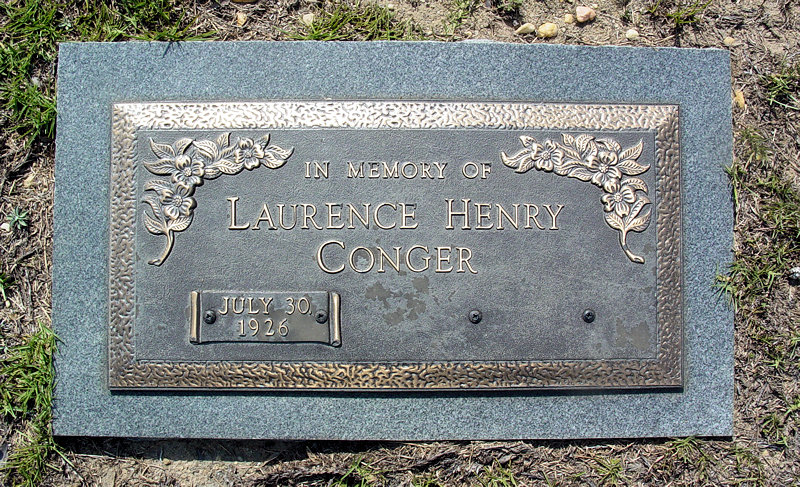 IN MEMORY OF
LAURENCE HENRY
CONGER
JULY 30,
1926